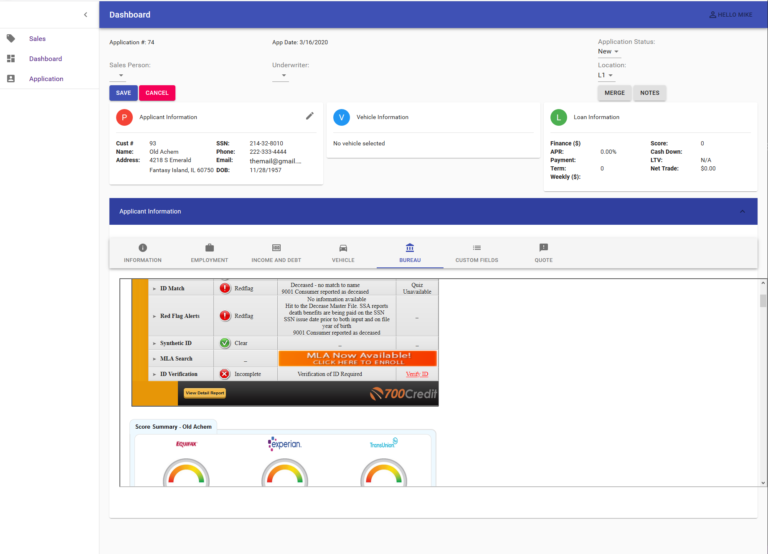 Dashboard
HELLO MIKE
Sales
Dashboard
Application
Application #: 74
App Date: 3/16/2020
Application Status:
New
Sales Person:
Underwriter:
Location:
L1
SAVE
CANCEL
MERGE
NOTES
P
Applicant Information
Cust # 93
Name: Old Achem
Address: 4218 S Emerald
Fantasy Island, IL 60750
SSN: 214-32-8010
Phone: 222-333-4444
Email: themail@gmail....
DOB: 11/28/1957
V
Vehicle Information
No vehicle selected
L
Loan Information
Finance ($)
APR: 0.00%
Payment:
Term: 0
Weekly ($):
Score: 0
Cash Down:
LTV: N/A
Net Trade: $0.00
Applicant Information
INFORMATION
EMPLOYMENT
INCOME AND DEBT
VEHICLE
BUREAU
CUSTOM FIELDS
QUOTE
ID Match
Redflag
Deceased - no match to name
9001 Consumer reported as deceased
Quiz
Unavailable
Red Flag Alerts
Redflag
No information available
Hit to the Decease Master File. SSA reports
death benefits are being paid on the SSN
SSN issue date prior to both input and on file
year of birth
9001 Consumer reported as deceased
Synthetic ID
Clear
MLA Search
MLA Now Available!
CLICK HERE TO ENROLL
ID Verification
Incomplete
Verification of ID Required
Verify ID
View Detail Report
700Credit
Score Summary - Old Achem
EQUIFAX
experian.
TransUnion